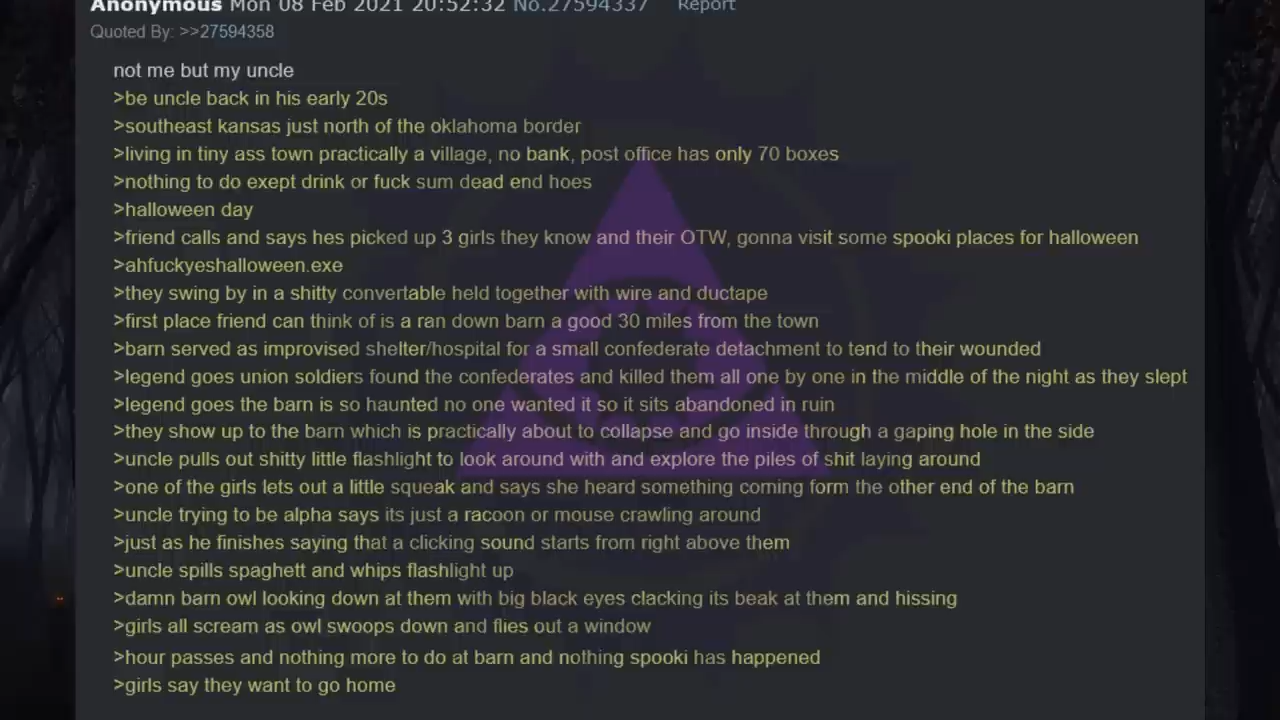 Anonymous Mon 08 Feb 2021 20:52:32 No.27594337 Report
Quoted By: >>27594358
not me but my uncle
>be uncle back in his early 20s
>southeast kansas just north of the oklahoma border
>living in tiny ass town practically a village, no bank, post office has only 70 boxes
>nothing to do exept drink or fuck sum dead end hoes
>halloween day
>friend calls and says hes picked up 3 girls they know and their OTW, gonna visit some spooki places for halloween
>ahfuckyeshalloween.exe
>they swing by in a shitty convertable held together with wire and ductape
>first place friend can think of is a ran down barn a good 30 miles from the town
>barn served as improvised shelter/hospital for a small confederate detachment to tend to their wounded
>legend goes union soldiers found the confederates and killed them all one by one in the middle of the night as they slept
>legend goes the barn is so haunted no one wanted it so it sits abandoned in ruin
>they show up to the barn which is practically about to collapse and go inside through a gaping hole in the side
>uncle pulls out shitty little flashlight to look around with and explore the piles of shit laying around
>one of the girls lets out a little squeak and says she heard something coming form the other end of the barn
>uncle trying to be alpha says its just a racoon or mouse crawling around
>just as he finishes saying that a clicking sound starts from right above them
>uncle spills spaghett and whips flashlight up
>damn barn owl looking down at them with big black eyes clacking its beak at them and hissing
>girls all scream as owl swoops down and flies out a window
>hour passes and nothing more to do at barn and nothing spooki has happened
>girls say they want to go home